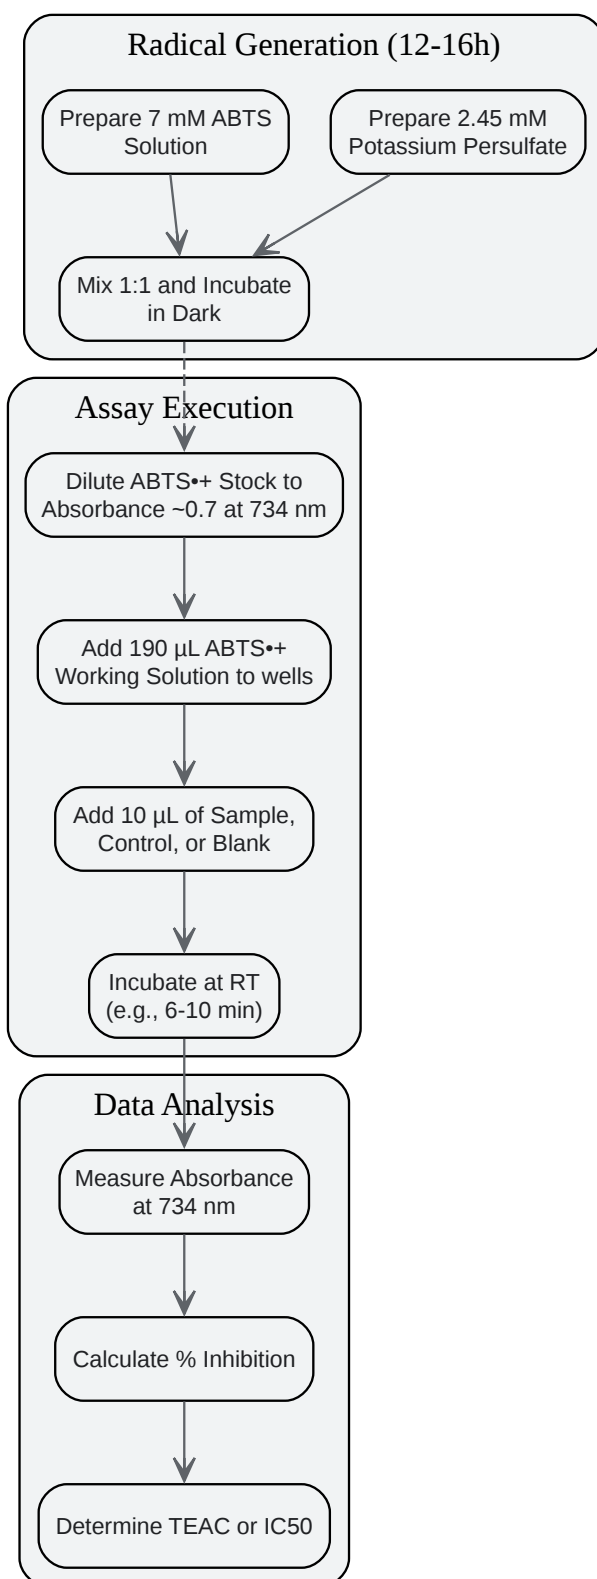 Radical Generation (12-16h)
Prepare 7 mM ABTS
Solution
Prepare 2.45 mM
Potassium Persulfate
Mix 1:1 and Incubate
in Dark
Assay Execution
Dilute ABTS•+ Stock to
Absorbance ~0.7 at 734 nm
Add 190 µL ABTS•+
Working Solution to wells
Add 10 µL of Sample,
Control, or Blank
Incubate at RT
(e.g., 6-10 min)
Data Analysis
Measure Absorbance
at 734 nm
Calculate % Inhibition
Determine TEAC or IC50